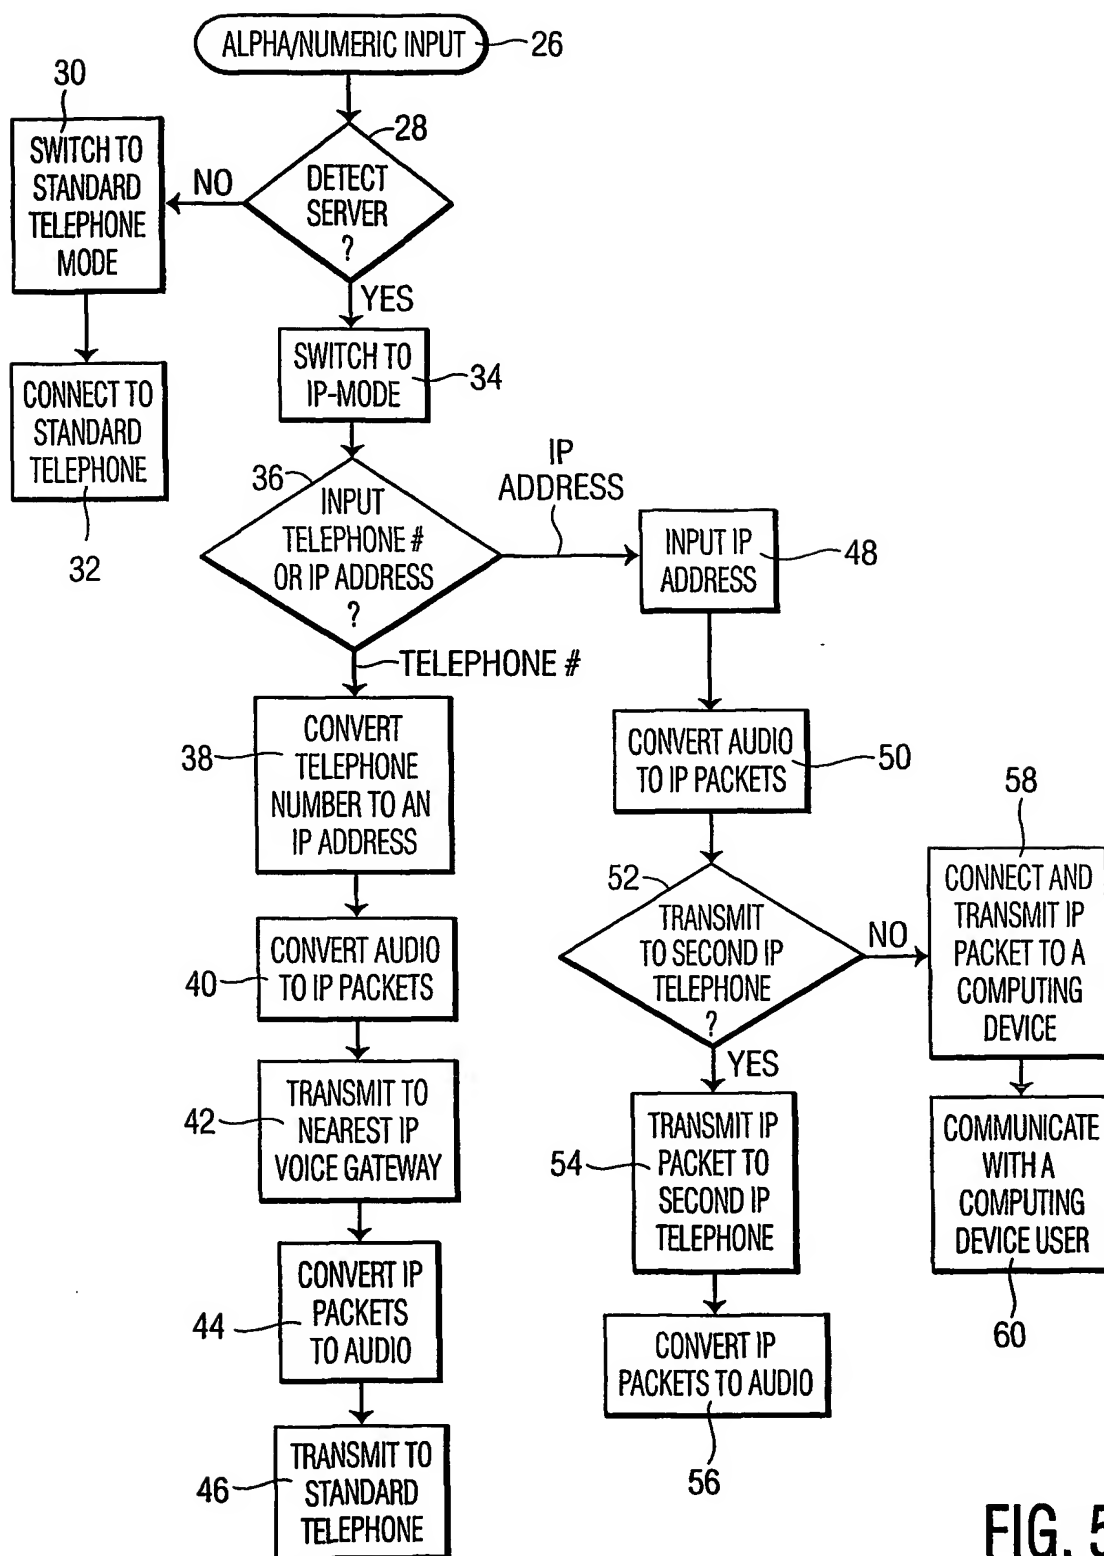 ALPHA/NUMERIC INPUT
26
30
28
SWITCH TO
STANDARD
TELEPHONE
MODE
NO
DETECT
SERVER
?
YES
CONNECT TO
STANDARD
TELEPHONE
32
SWITCH TO
IP-MODE
34
36
INPUT
TELEPHONE #
OR IP ADDRESS
?
IP
ADDRESS
INPUT IP
ADDRESS
48
TELEPHONE #
38
CONVERT
TELEPHONE
NUMBER TO AN
IP ADDRESS
CONVERT AUDIO
TO IP PACKETS
50
40
CONVERT AUDIO
TO IP PACKETS
52
TRANSMIT
TO SECOND IP
TELEPHONE
?
NO
58
CONNECT AND
TRANSMIT IP
PACKET TO A
COMPUTING
DEVICE
42
TRANSMIT TO
NEAREST IP
VOICE GATEWAY
YES
54
TRANSMIT IP
PACKET TO
SECOND IP
TELEPHONE
COMMUNICATE
WITH A
COMPUTING
DEVICE USER
60
44
CONVERT IP
PACKETS
TO AUDIO
CONVERT IP
PACKETS TO AUDIO
56
46
TRANSMIT TO
STANDARD
TELEPHONE
FIG. 5